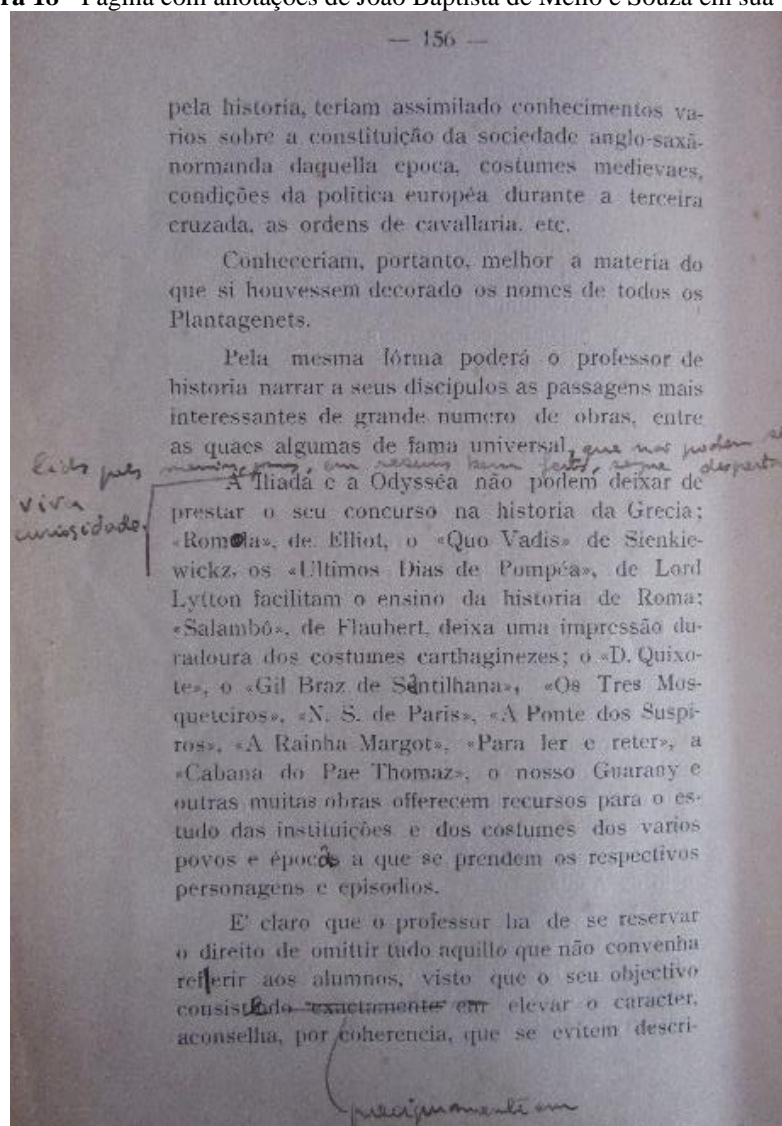 ra 18 - Página com anotações de João Baptista de Mello e Souza em sua
— 156 —
pela historia, teriam assimilado conhecimentos va-
rios sobre a constituição da sociedade anglo-saxã-
normanda daquella epoca, costumes medievaes,
condições da politica européa durante a terceira
cruzada, as ordens de cavallaria, etc.
Conheceriam, portanto, melhor a materia do
que si houvessem decorado os nomes de todos os
Plantagenets.
Pela mesma fórma poderá o professor de
historia narrar a seus discipulos as passagens mais
interessantes de grande numero de obras, entre
as quaes algumas de fama universal, que não podem
lidas pelos meninos, mas, em resumo bem feito, desperta
viva
curiosidade.
A Iliada e a Odysséa não podem deixar de
prestar o seu concurso na historia da Grecia;
«Romola», de Elliot, o «Quo Vadis» de Sienkie-
wickz, os «Ultimos Dias de Pompéa», de Lord
Lytton facilitam o ensino da historia de Roma;
«Salambô», de Flaubert, deixa uma impressão du-
radoura dos costumes carthaginezes; o «D. Quixo-
te», o «Gil Braz de Santilhana», «Os Tres Mos-
queteiros», «N. S. de Paris», «A Ponte dos Suspi-
ros», «A Rainha Margot», «Para ler e reter», a
«Cabana do Pae Thomaz», o nosso Guarany e
outras muitas obras offerecem recursos para o es-
tudo das instituições e dos costumes dos varios
povos e épocas a que se prendem os respectivos
personagens e episodios.
E' claro que o professor ha de se reservar
o direito de omittir tudo aquillo que não convenha
referir aos alumnos, visto que o seu objectivo
consistindo exactamente em elevar o caracter,
aconselha, por coherencia, que se evitem descri-
precipuamente em